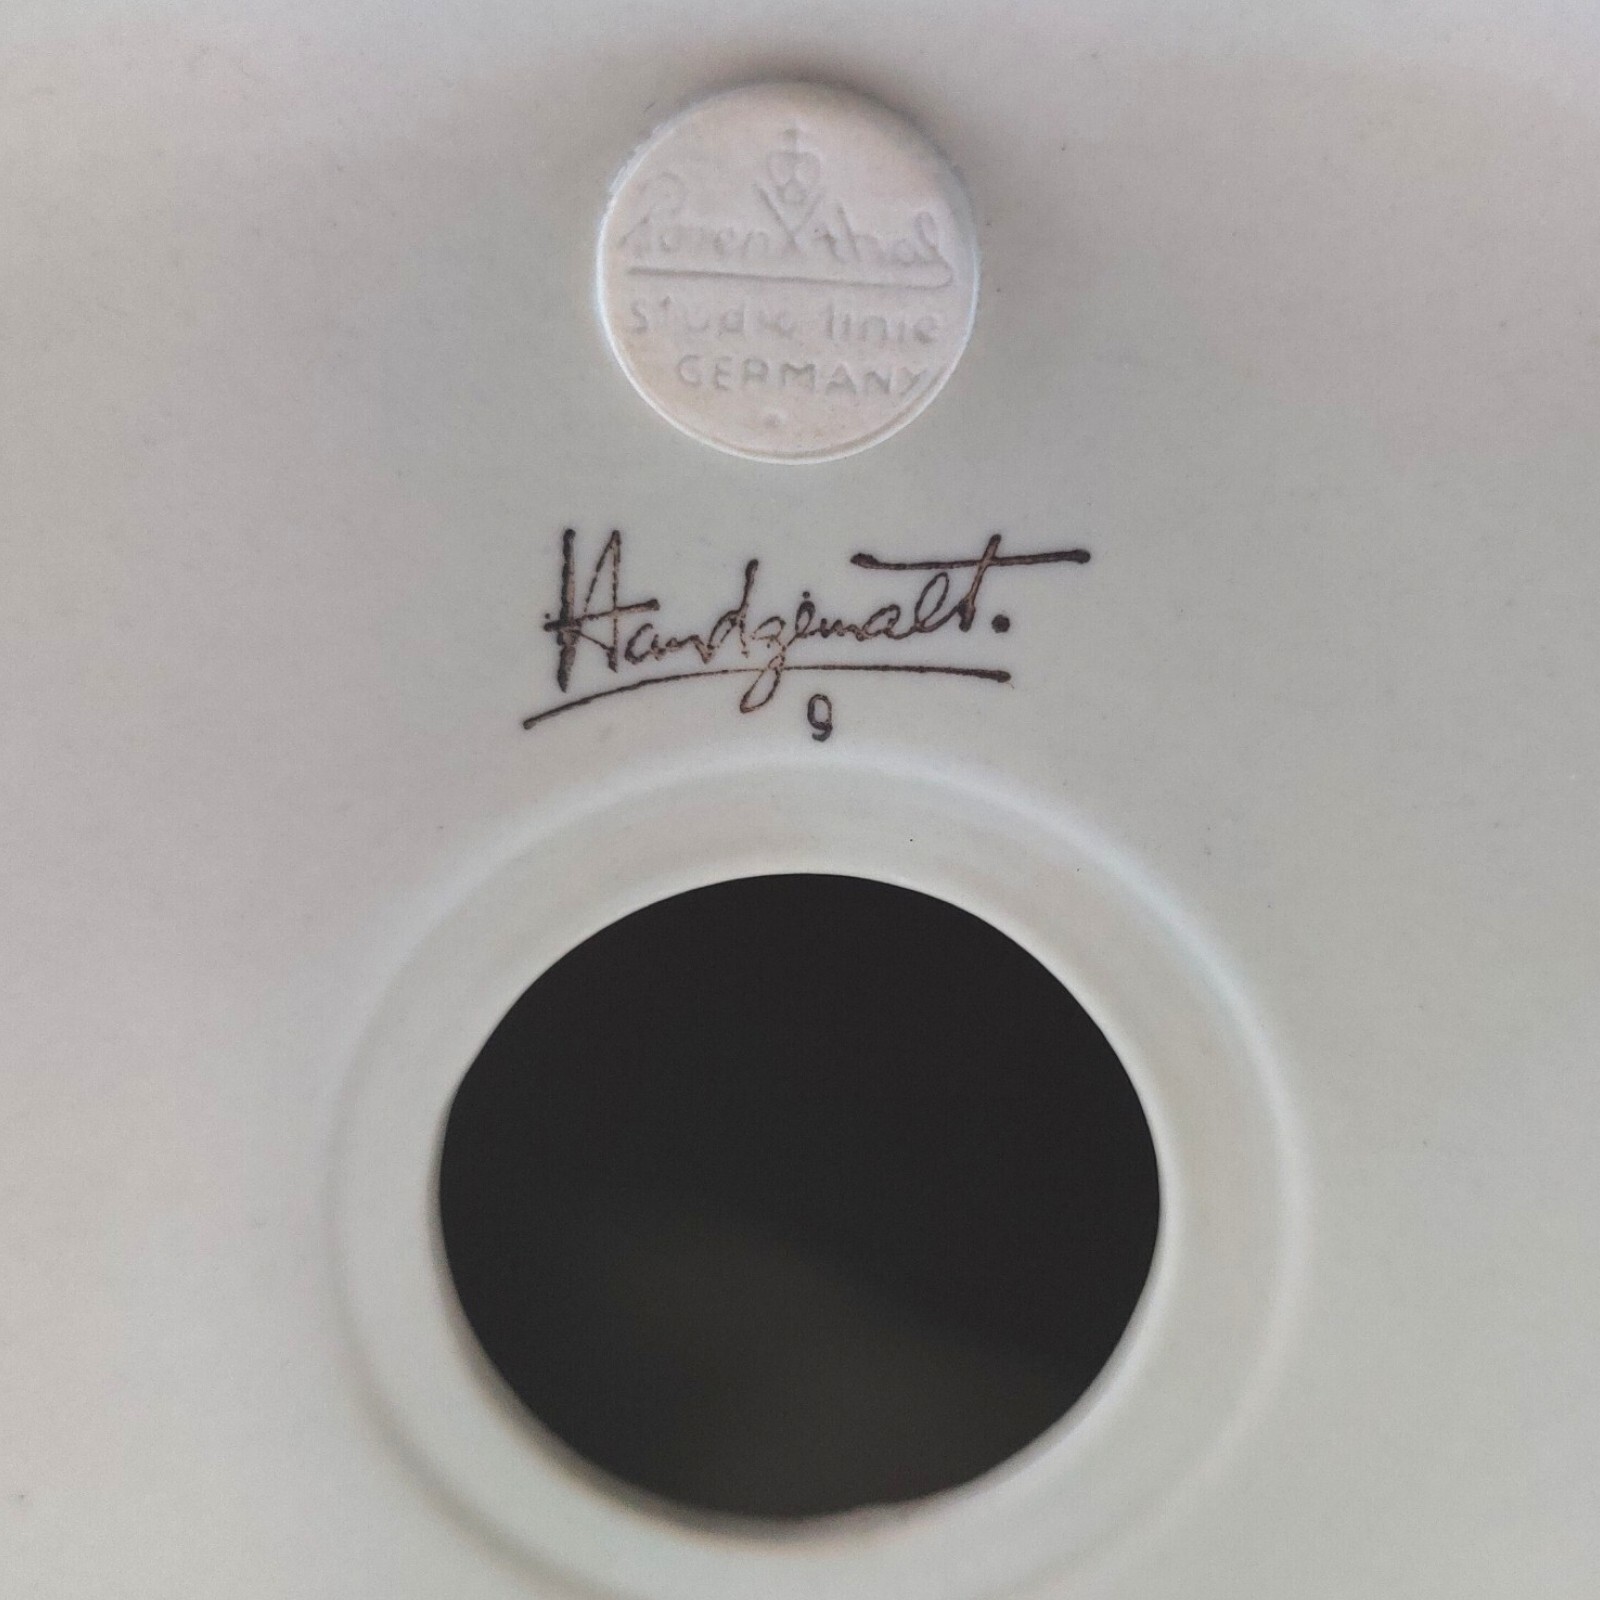 Rosenthal
studio-linie
GERMANY
Handgemalt.
9